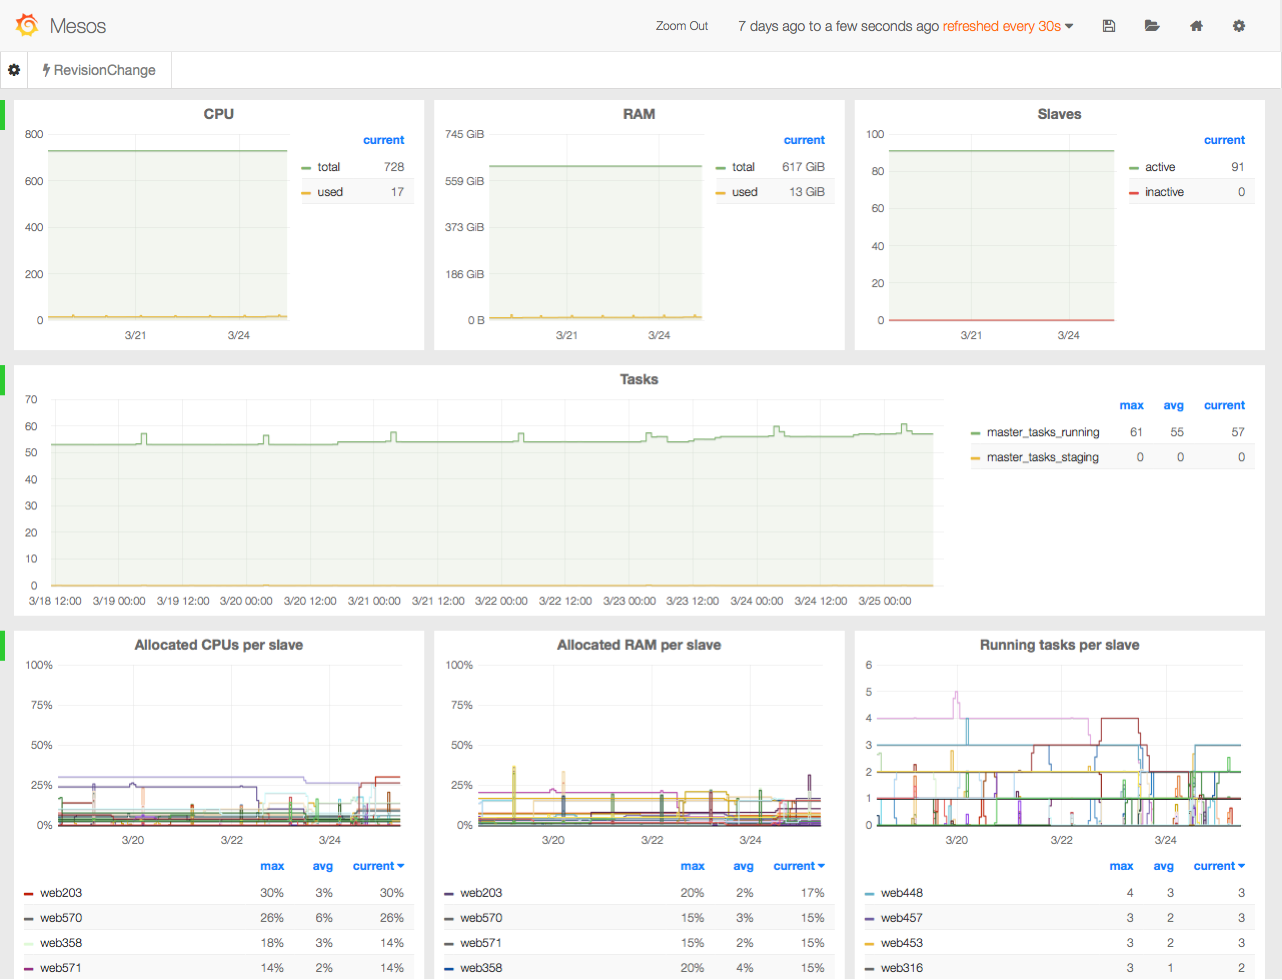 Mesos
Zoom Out 7 days ago to a few seconds ago refreshed every 30s
RevisionChange
CPU
800
600
400
200
0
3/21 3/24
current
total 728
used 17
RAM
745 GiB
559 GiB
373 GiB
186 GiB
0 B
3/21 3/24
current
total 617 GiB
used 13 GiB
Slaves
100
80
60
40
20
0
3/21 3/24
current
active 91
inactive 0
Tasks
70
60
50
40
30
20
10
0
3/18 12:00 3/19 00:00 3/19 12:00 3/20 00:00 3/20 12:00 3/21 00:00 3/21 12:00 3/22 00:00 3/22 12:00 3/23 00:00 3/23 12:00 3/24 00:00 3/24 12:00 3/25 00:00
max avg current
master_tasks_running 61 55 57
master_tasks_staging 0 0 0
Allocated CPUs per slave
100%
75%
50%
25%
0%
3/20 3/22 3/24
max avg current
web203 30% 3% 30%
web570 26% 6% 26%
web358 18% 3% 14%
web571 14% 2% 14%
Allocated RAM per slave
100%
75%
50%
25%
0%
3/20 3/22 3/24
max avg current
web203 20% 2% 17%
web570 15% 3% 15%
web571 15% 2% 15%
web358 20% 4% 15%
Running tasks per slave
6
5
4
3
2
1
0
3/20 3/22 3/24
max avg current
web448 4 3 3
web457 3 2 3
web453 3 2 3
web316 3 1 2